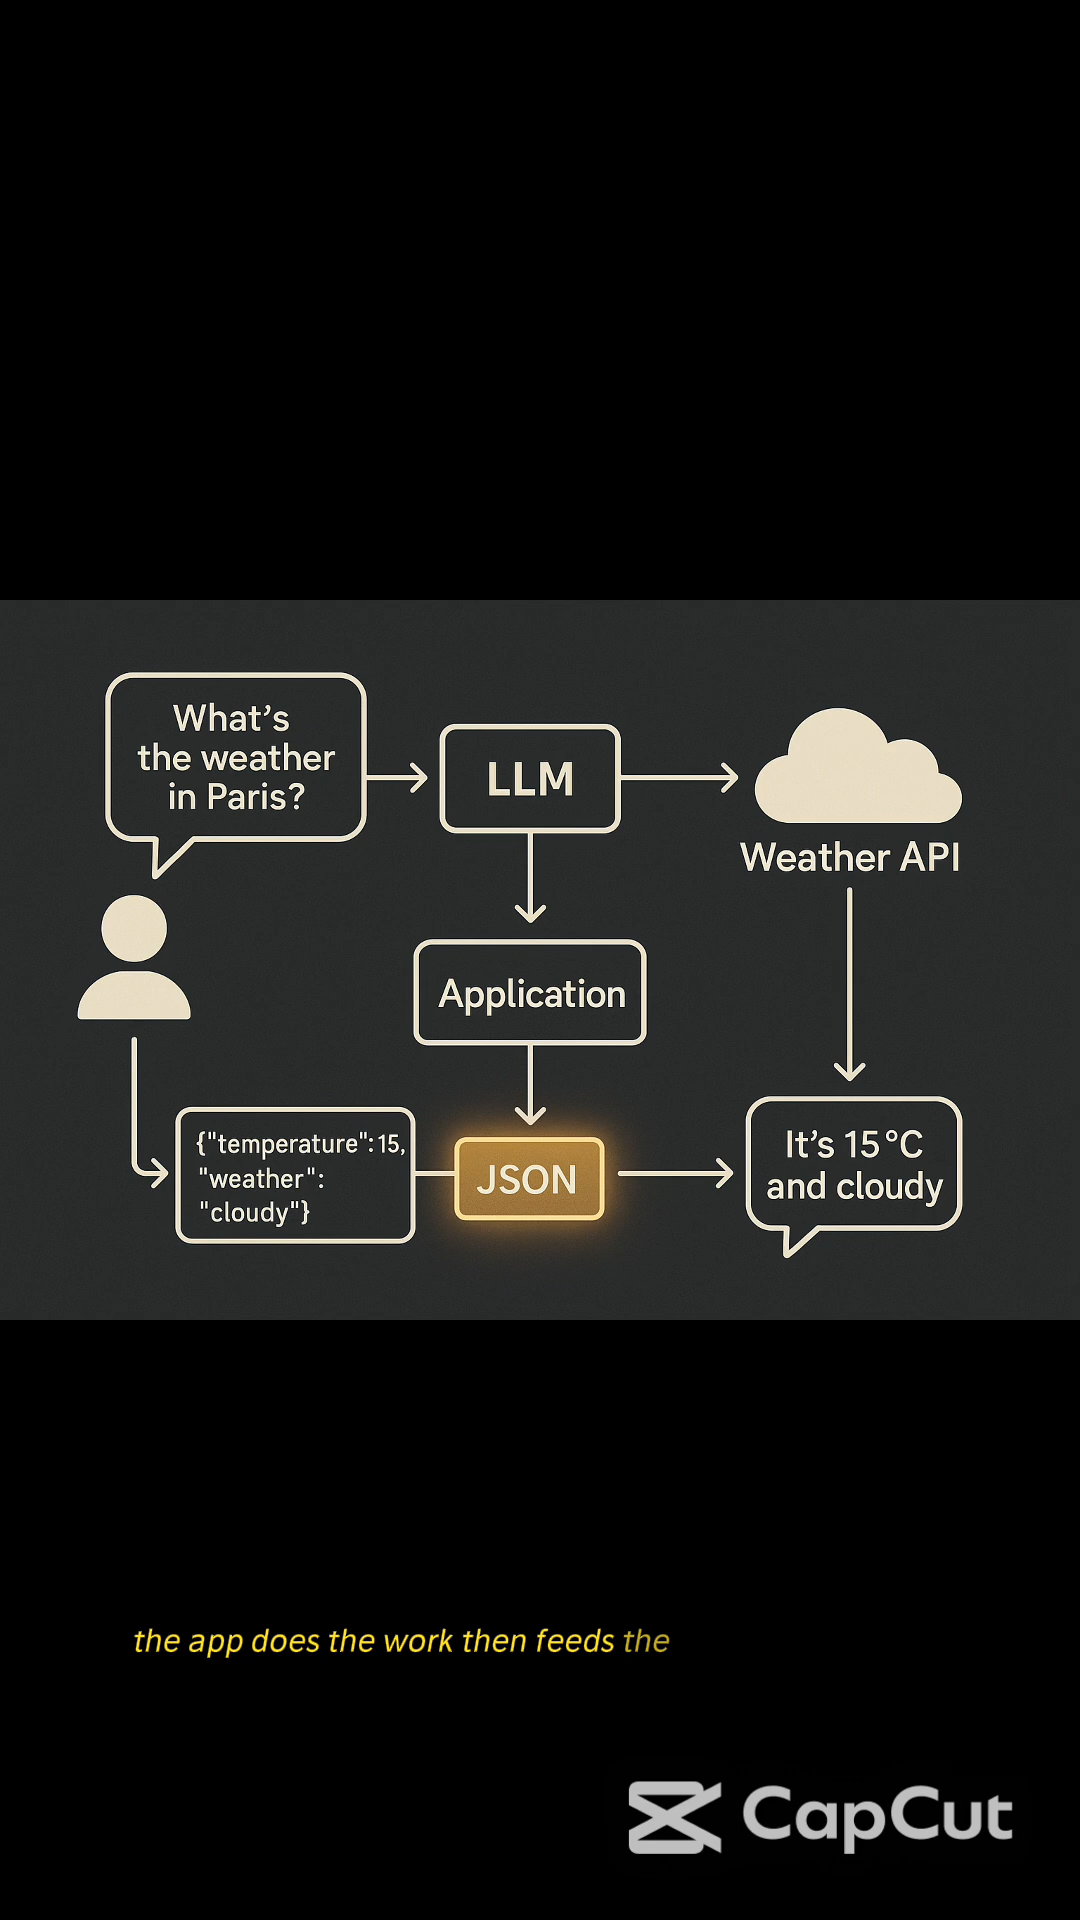 What's
the weather
in Paris?
LLM
Weather API
Application
{"temperature": 15,
"weather":
"cloudy"}
JSON
It's 15 °C
and cloudy
the app does the work then feeds the
CapCut